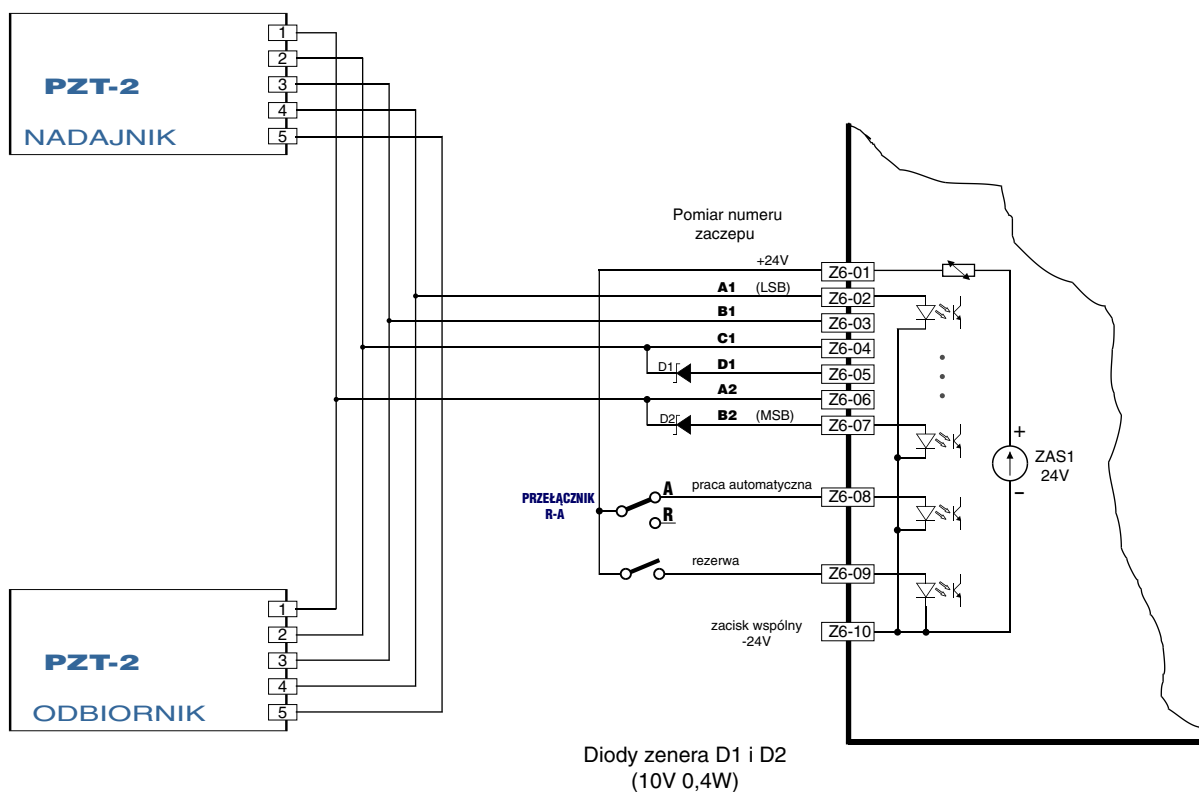 1
2
PZT-2
3
4
NADAJNIK
5
Pomiar numeru
zaczepu
+24V
Z6-01
A1 (LSB)
Z6-02
B1
Z6-03
C1
Z6-04
D1
D1
Z6-05
A2
Z6-06
D2
B2 (MSB)
Z6-07
+
ZAS1
24V
–
PRZEŁĄCZNIK
R-A
A
praca automatyczna
Z6-08
R
rezerwa
Z6-09
zacisk wspólny
-24V
Z6-10
1
2
PZT-2
3
4
ODBIORNIK
5
Diody zenera D1 i D2
(10V 0,4W)